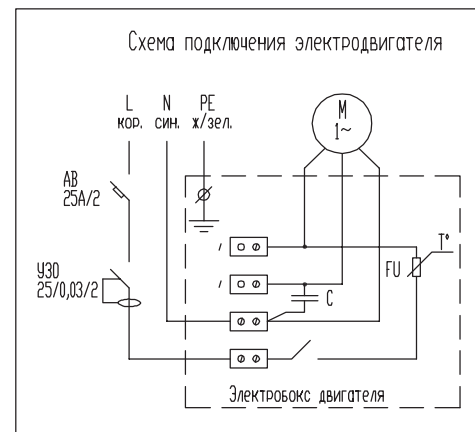 Схема подключения электродвигателя
L N PE
кор. син. ж/зел.
M
1~
АВ
25А/2
УЗО
25/0,03/2
T°
FU
C
Электробокс двигателя